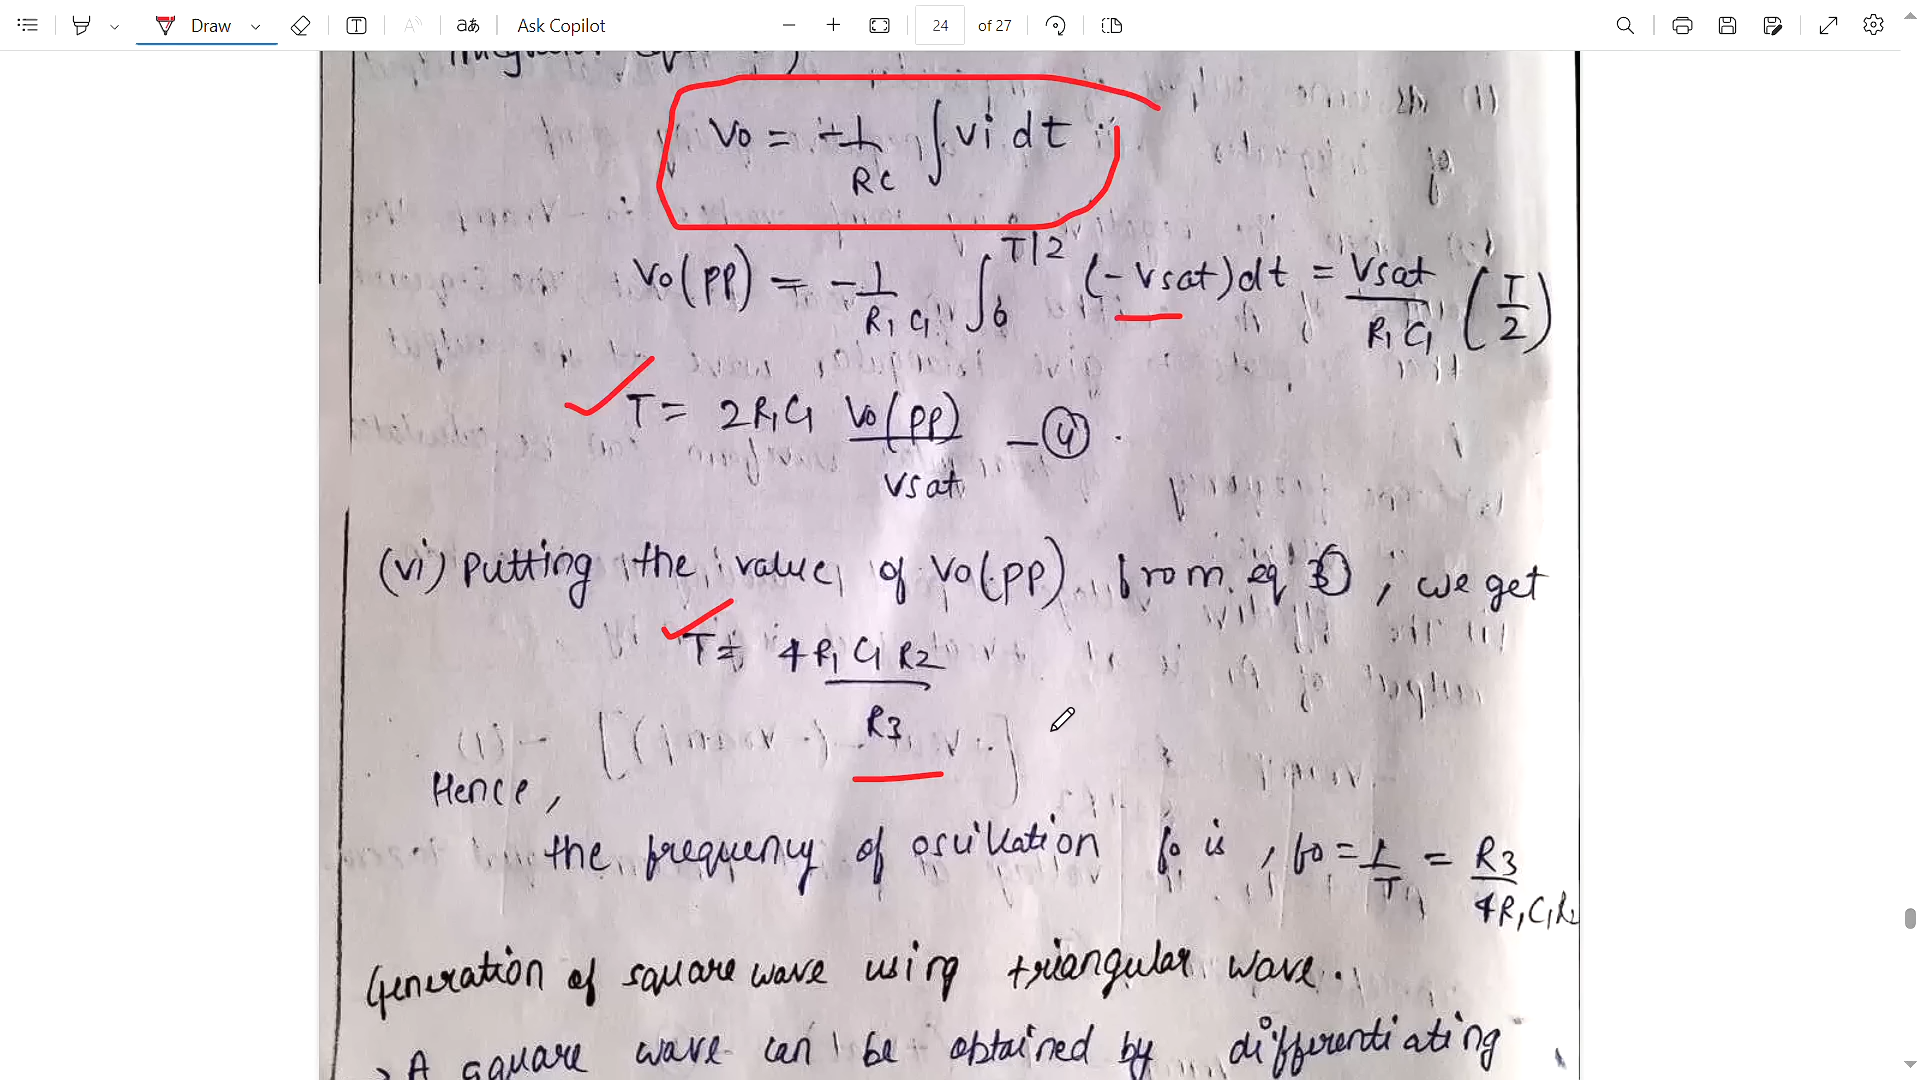 Draw
Ask Copilot
24 of 27
Vo = -1/RC ∫ vi dt
Vo(PP) = -1/R1C1 ∫0^T/2 (-Vsat)dt = Vsat/R1C1 (T/2)
T = 2R1C1 Vo(PP)/Vsat - (4)
(vi) Putting the value of Vo(pp) from eq (3), we get
T = 4R1C1R2/R3
Hence,
the frequency of oscillation fo is, fo = 1/T = R3/4R1C1R2
Generation of square wave using triangular wave.
A square wave can be obtained by differentiating